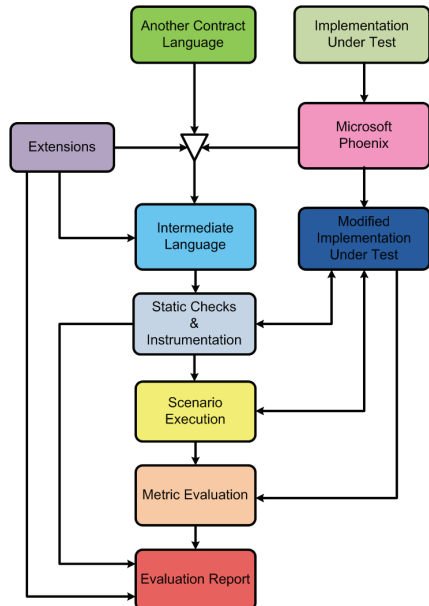 Another Contract
Language
Implementation
Under Test
Extensions
Microsoft
Phoenix
Intermediate
Language
Modified
Implementation
Under Test
Static Checks
&
Instrumentation
Scenario
Execution
Metric Evaluation
Evaluation Report